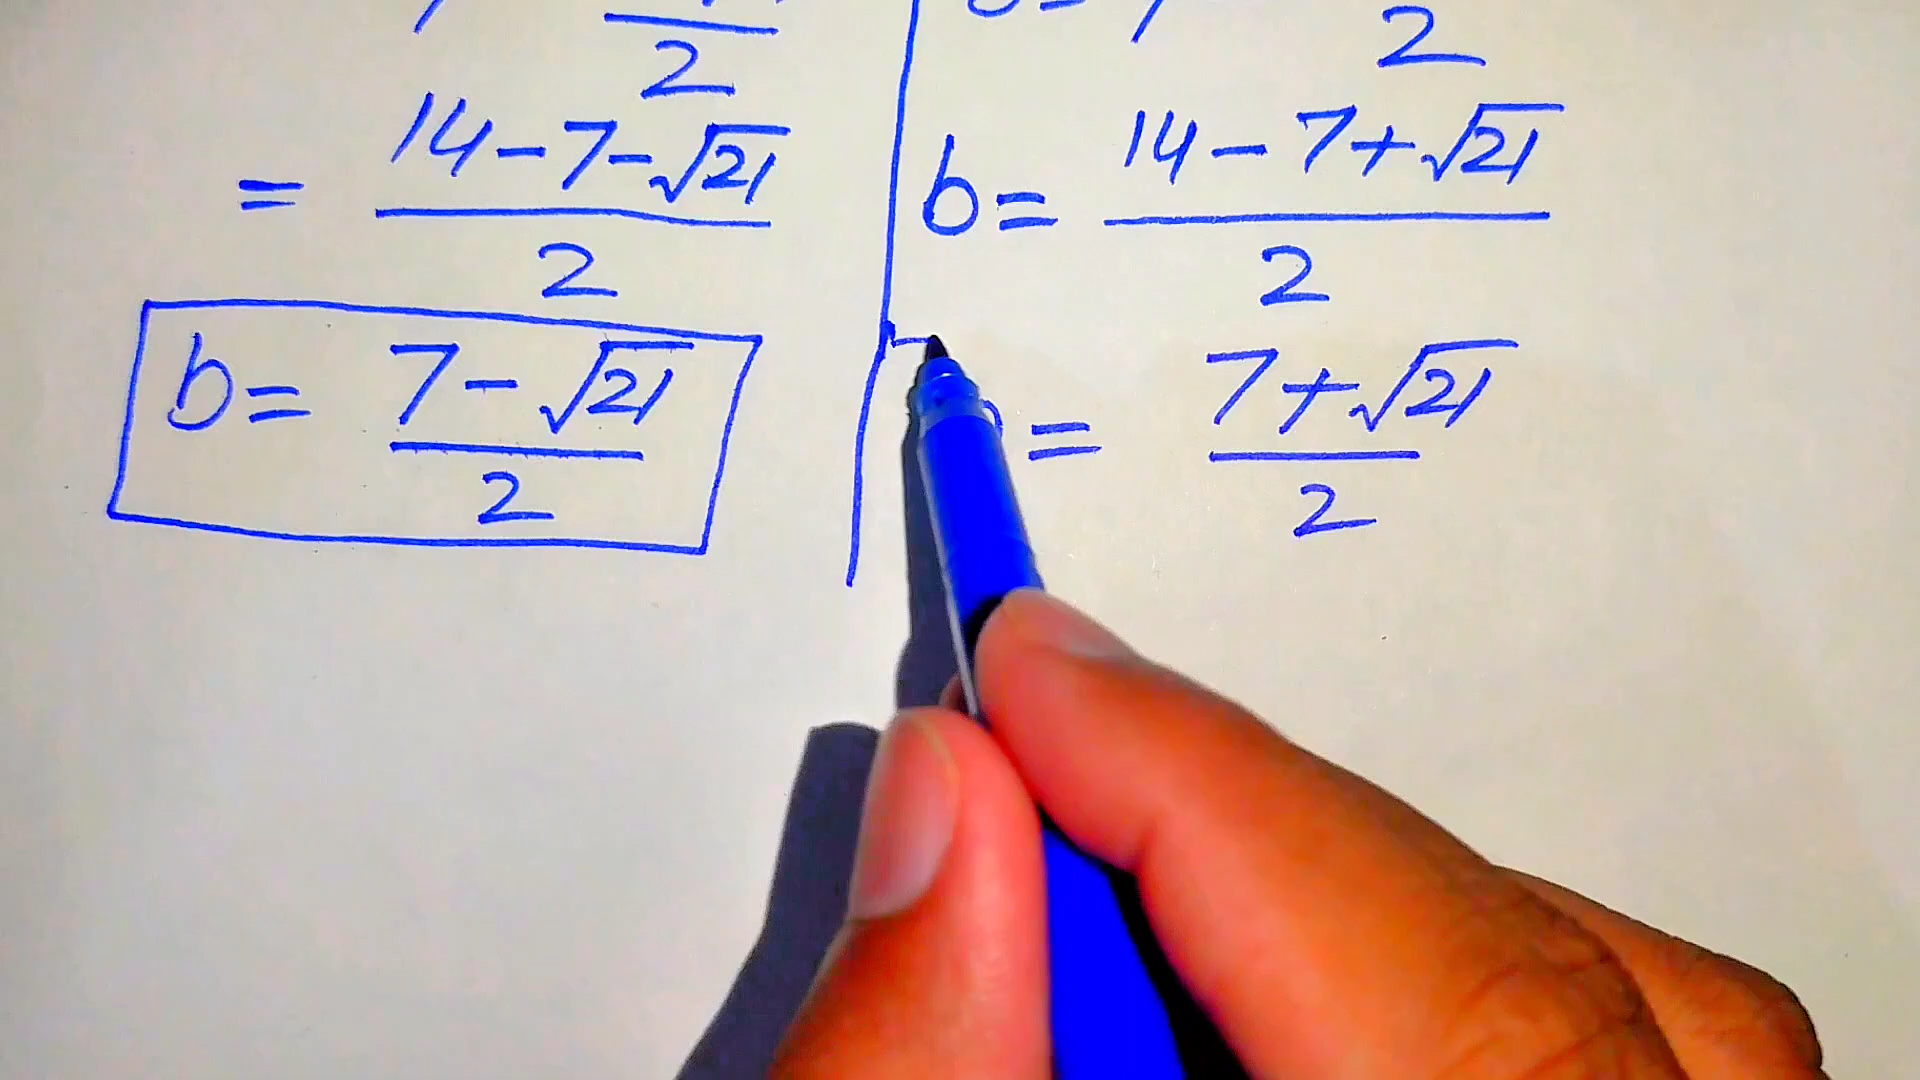 2
= 14-7-√21 / 2
b= 7-√21 / 2
2
b= 14-7+√21 / 2
= 7+√21 / 2